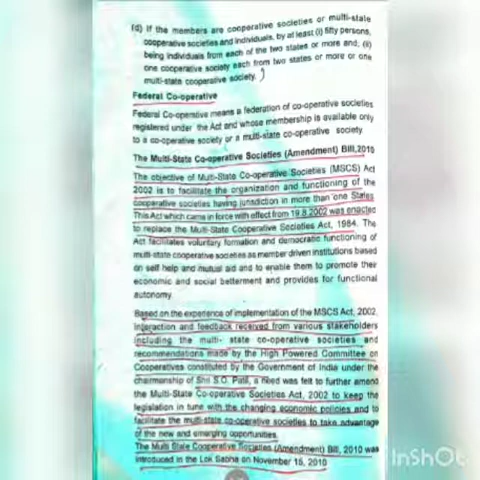 (d) If the members are cooperative societies or multi-state
cooperative societies and individuals, by at least (i) fifty persons,
being individuals from each of the two states or more and, (ii)
one cooperative society each from two states or more or one
multi-state cooperative society.
Federal Co-operative
Federal Co-operative means a federation of co-operative societies
registered under the Act and whose membership is available only
to a co-operative society or a multi-state co-operative society.
The Multi-State Co-operative Societies (Amendment) Bill,2010
The objective of Multi-State Co-operative Societies (MSCS) Act
2002 is to facilitate the organization and functioning of the
Cooperative societies having jurisdiction in more than one States
This Act which came in force with effect from 19.8.2002 was enacted
to replace the Multi-State Cooperative Societies Act, 1984. The
Act facilitates voluntary formation and democratic functioning of
multi-state cooperative societies as member driven institutions based
on self help and mutual aid and to enable them to promote their
economic and social betterment and provides for functional
autonomy
Based on the experience of implementation of the MSCS Act, 2002,
interaction and feedback received from various stakeholders
including the multi- state co-operative societies and
recommendations made by the High Powered Committee on
Cooperatives constituted by the Government of India under the
chairmanship of Shri S.G. Patil, a need was felt to further amend
the Multi-State Co-operative Societies Act, 2002 to keep the
legislation in tune with the changing economic policies and to
facilitate the multi-state co-operative societies to take advantage
of the new and emerging opportunities.
The Multi State Cooperative Societies (Amendment) Bill, 2010 was
introduced in the Lok Sabha on November 15, 2010
InShOt